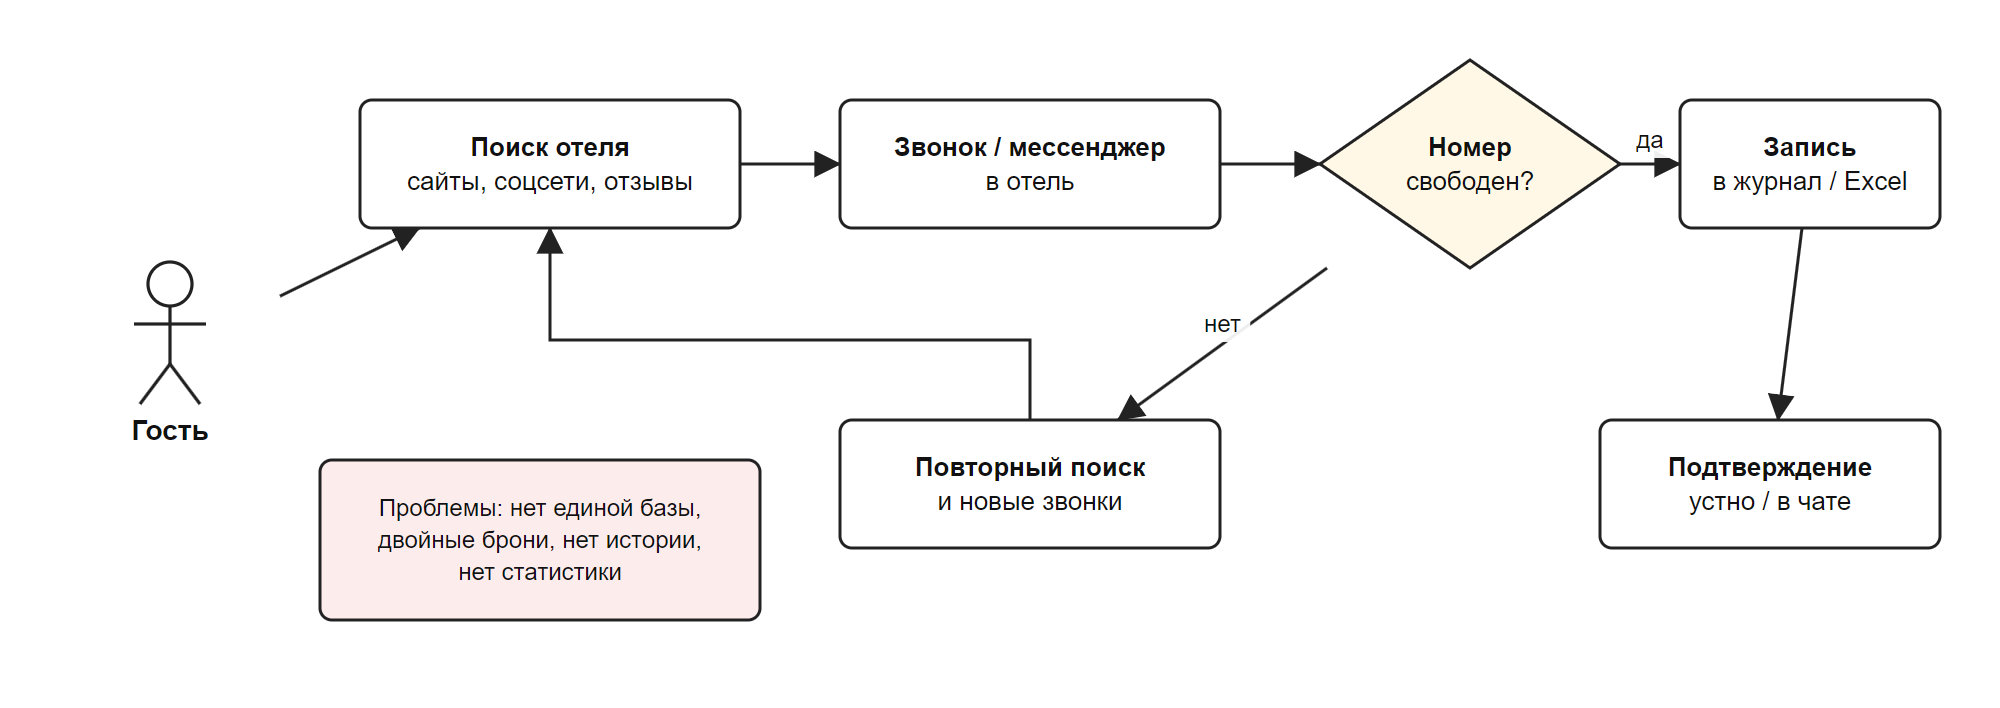 Поиск отеля
сайты, соцсети, отзывы
Звонок / мессенджер
в отель
Номер
свободен?
да
Запись
в журнал / Excel
нет
Гость
Повторный поиск
и новые звонки
Подтверждение
устно / в чате
Проблемы: нет единой базы,
двойные брони, нет истории,
нет статистики